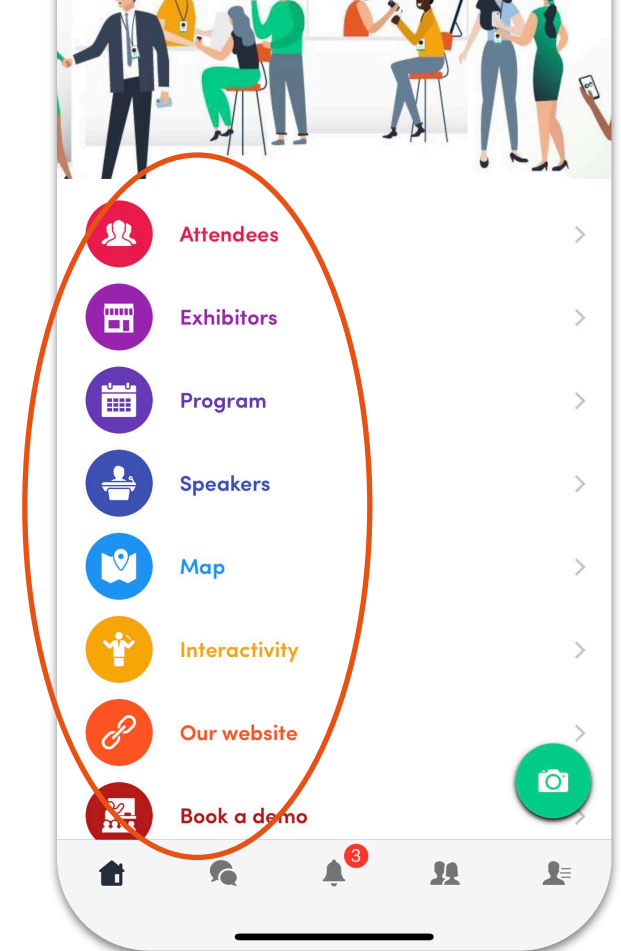 Attendees
Exhibitors
Program
Speakers
Map
Interactivity
Our website
Book a demo
3